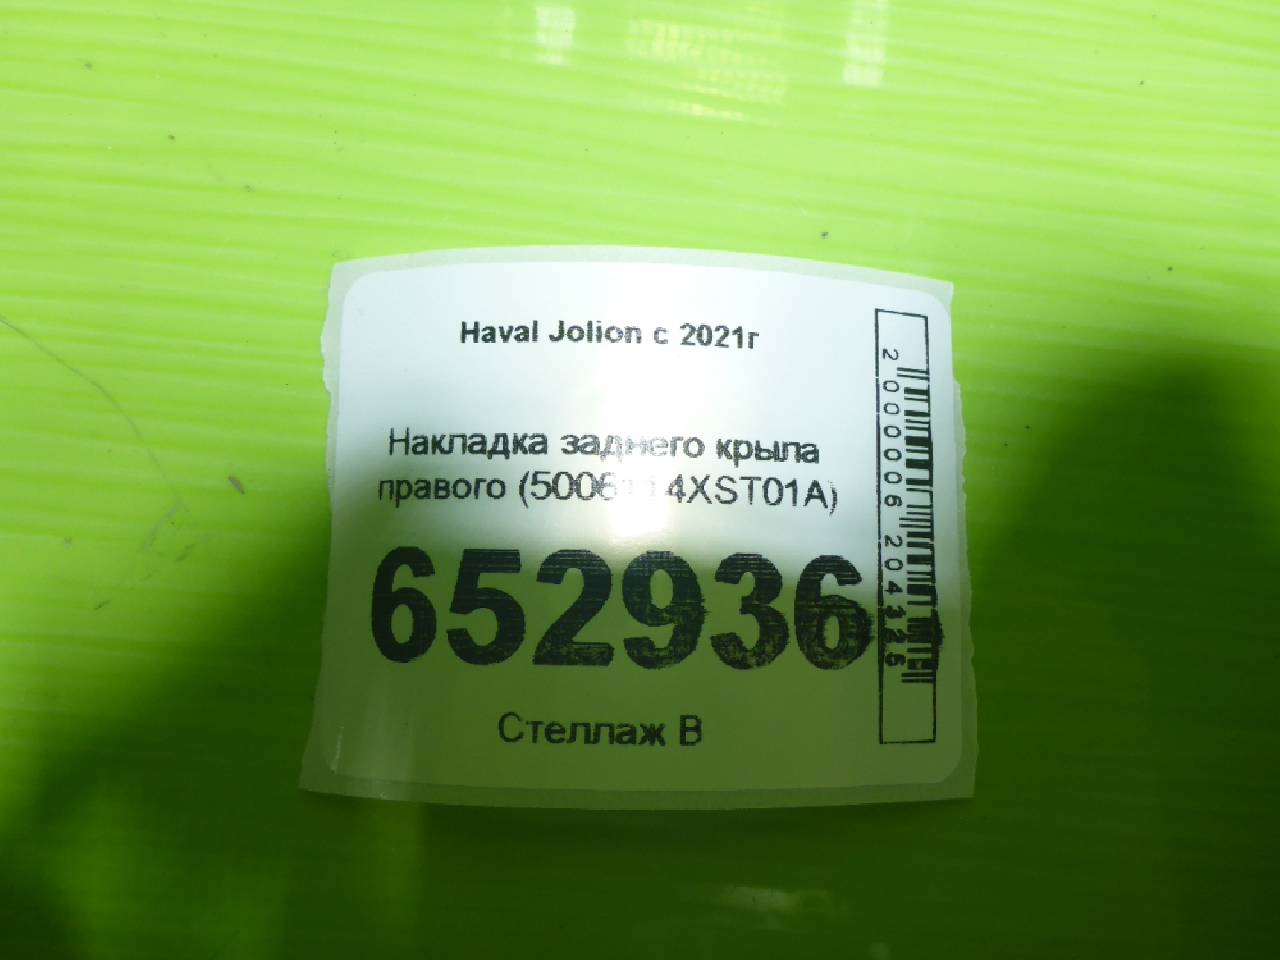 Haval Jolion с 2021г
Накладка заднего крыла
правого
652936
Стеллаж В